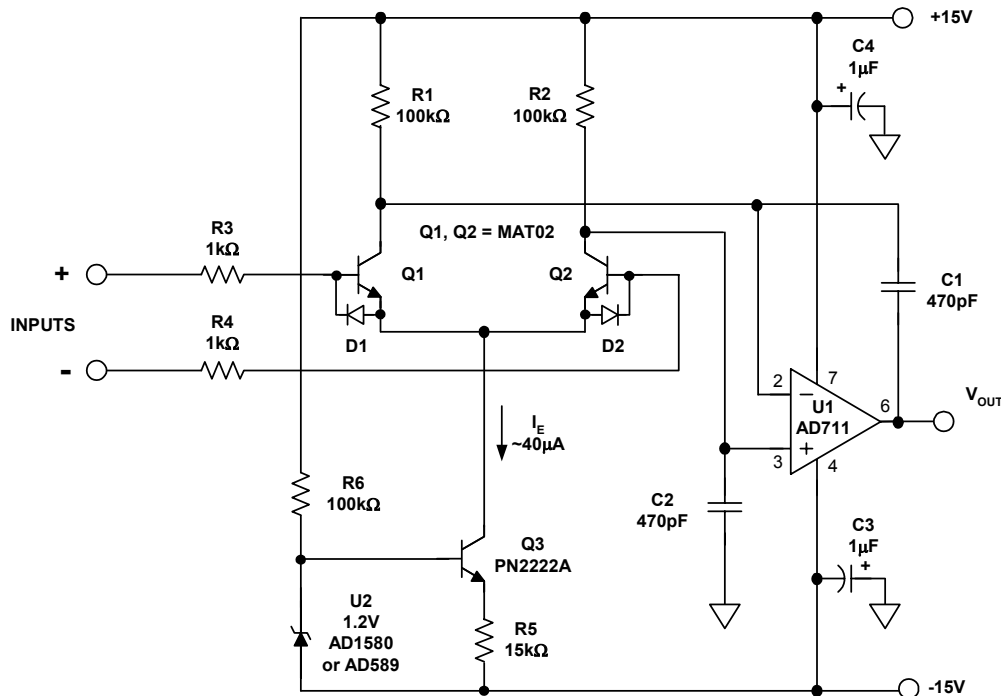 +15V
C4
1µF
+
R1
100kΩ
R2
100kΩ
R3
1kΩ
Q1, Q2 = MAT02
+
Q1
Q2
C1
470pF
INPUTS
R4
1kΩ
D1
D2
-
2
7
−
U1
AD711
6
VOUT
+
3
4
IE
~40µA
R6
100kΩ
C2
470pF
C3
1µF
+
Q3
PN2222A
U2
1.2V
AD1580
or AD589
R5
15kΩ
-15V